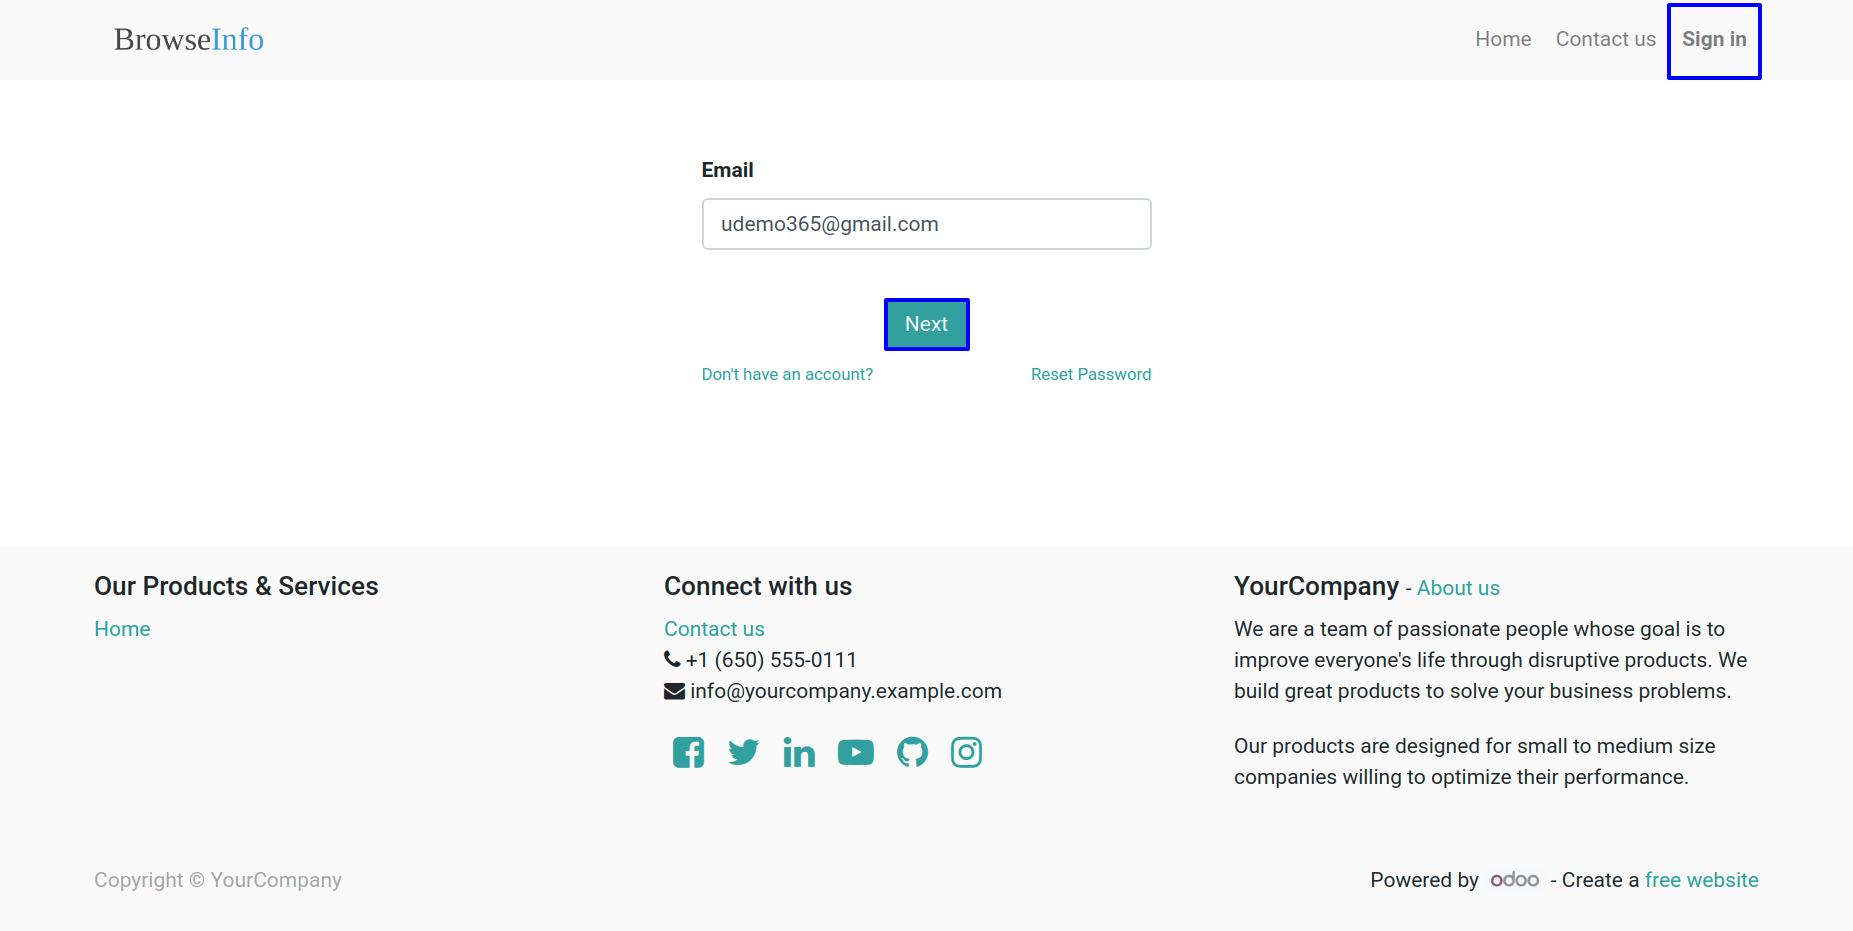 BrowseInfo
Home Contact us Sign in
Email
udemo365@gmail.com
Next
Don't have an account? Reset Password
Our Products & Services
Home
Connect with us
Contact us
+1 (650) 555-0111
info@yourcompany.example.com
YourCompany - About us
We are a team of passionate people whose goal is to
improve everyone's life through disruptive products. We
build great products to solve your business problems.
Our products are designed for small to medium size
companies willing to optimize their performance.
Copyright © YourCompany
Powered by odoo - Create a free website